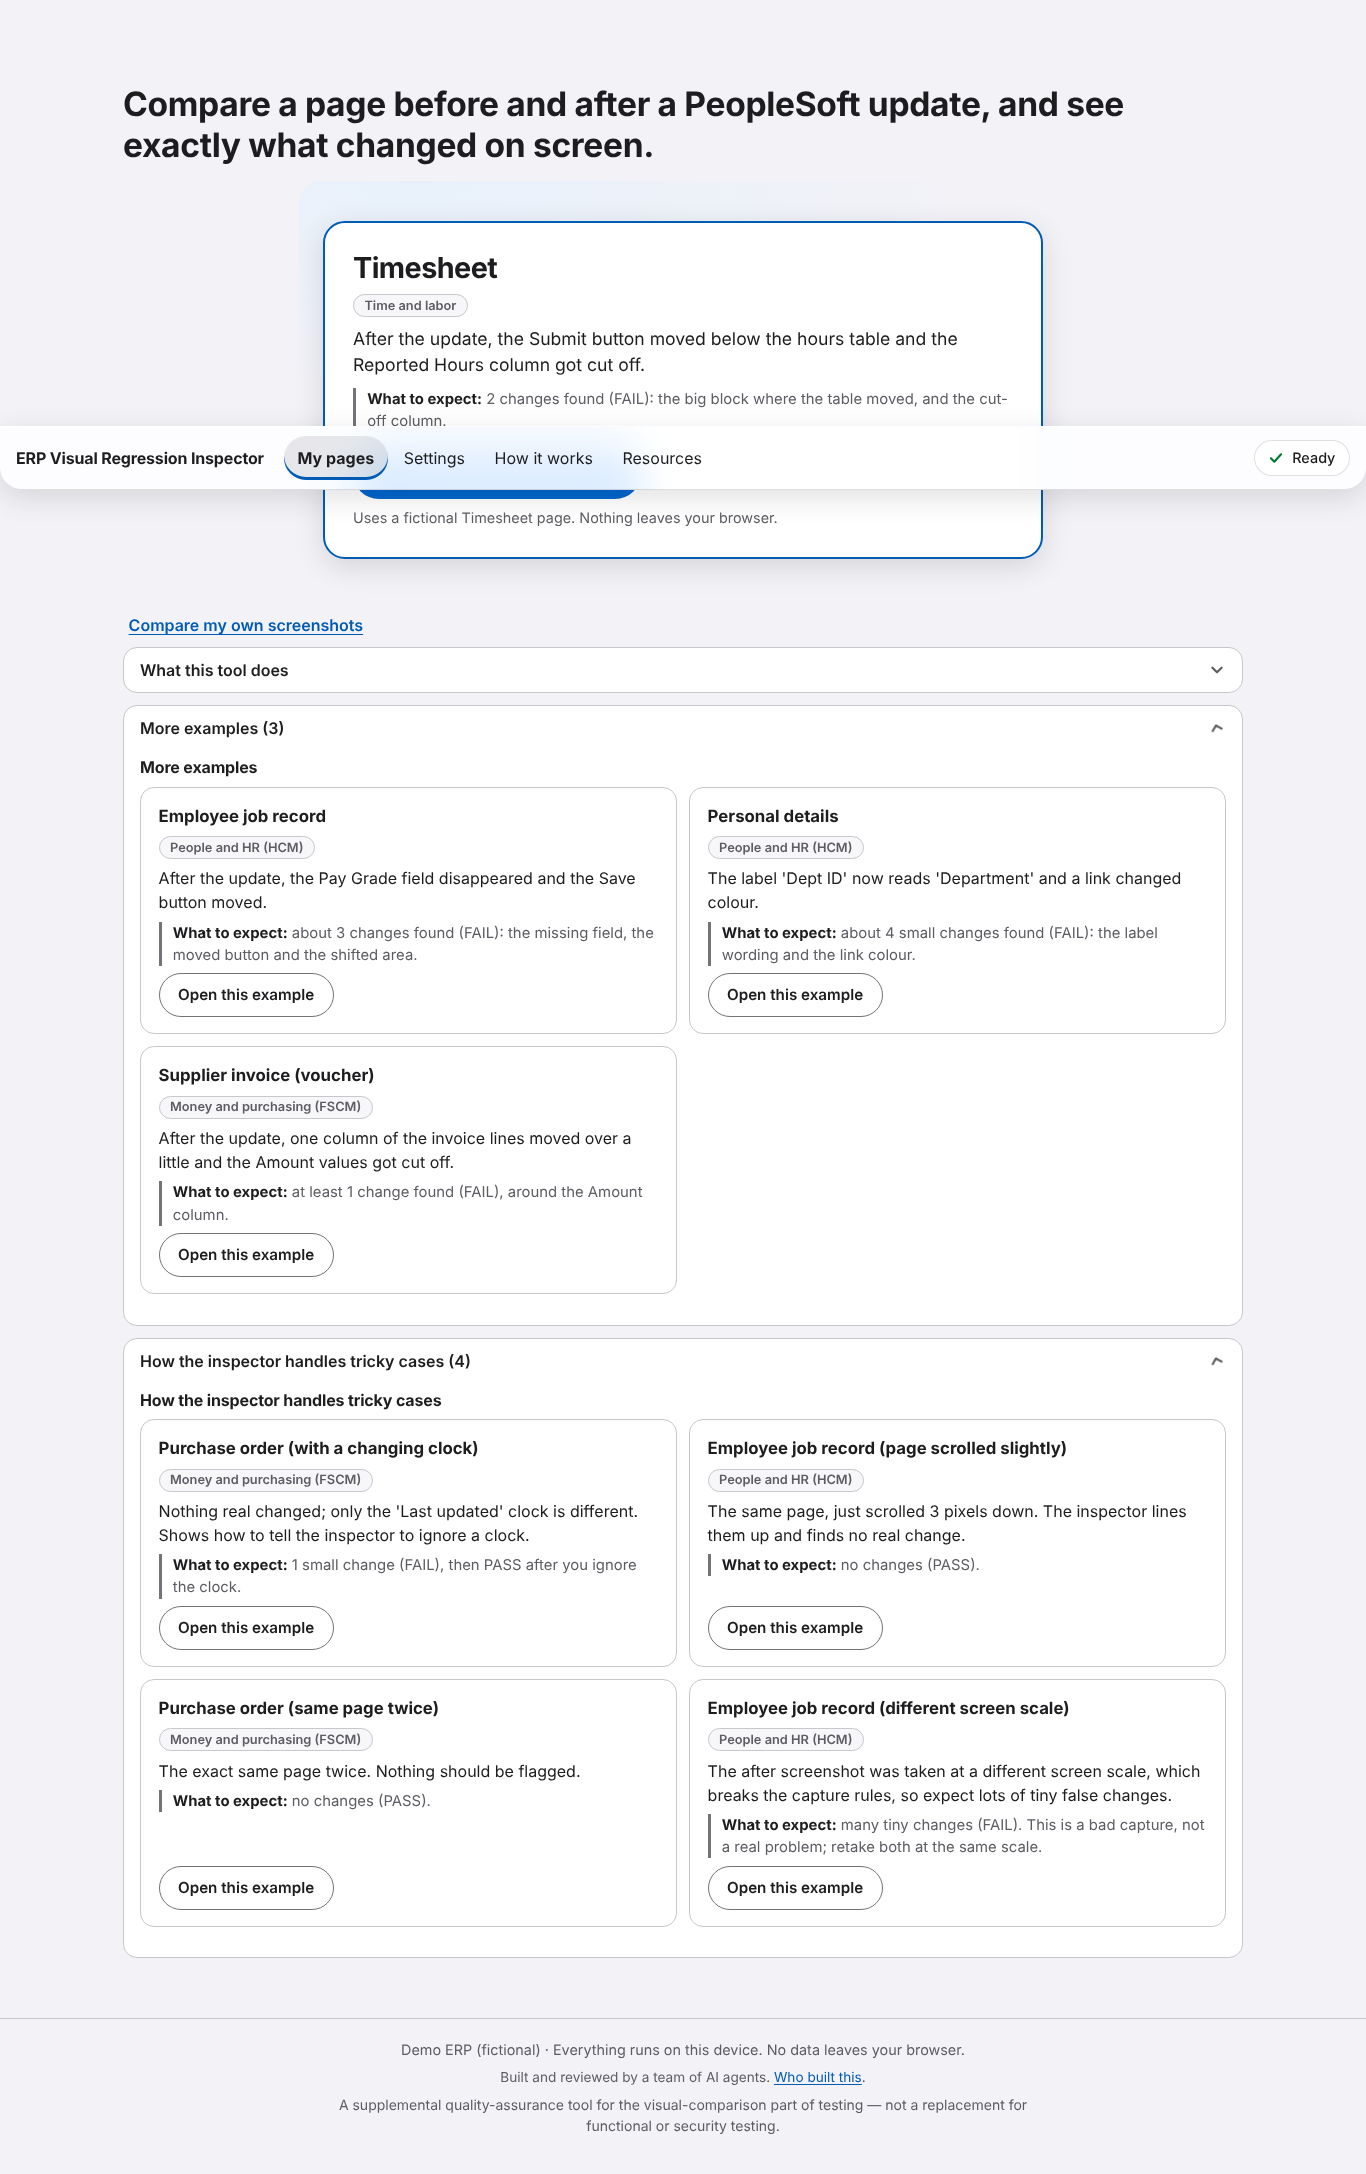 Compare a page before and after a PeopleSoft update, and see
exactly what changed on screen.
Timesheet
Time and labor
After the update, the Submit button moved below the hours table and the
Reported Hours column got cut off.
What to expect: 2 changes found (FAIL): the big block where the table moved, and the cut-
off column.
ERP Visual Regression Inspector
My pages
Settings
How it works
Resources
Ready
Uses a fictional Timesheet page. Nothing leaves your browser.
Compare my own screenshots
What this tool does
More examples (3)
More examples
Employee job record
People and HR (HCM)
After the update, the Pay Grade field disappeared and the Save
button moved.
What to expect: about 3 changes found (FAIL): the missing field, the
moved button and the shifted area.
Open this example
Personal details
People and HR (HCM)
The label 'Dept ID' now reads 'Department' and a link changed
colour.
What to expect: about 4 small changes found (FAIL): the label
wording and the link colour.
Open this example
Supplier invoice (voucher)
Money and purchasing (FSCM)
After the update, one column of the invoice lines moved over a
little and the Amount values got cut off.
What to expect: at least 1 change found (FAIL), around the Amount
column.
Open this example
How the inspector handles tricky cases (4)
How the inspector handles tricky cases
Purchase order (with a changing clock)
Money and purchasing (FSCM)
Nothing real changed; only the 'Last updated' clock is different.
Shows how to tell the inspector to ignore a clock.
What to expect: 1 small change (FAIL), then PASS after you ignore
the clock.
Open this example
Employee job record (page scrolled slightly)
People and HR (HCM)
The same page, just scrolled 3 pixels down. The inspector lines
them up and finds no real change.
What to expect: no changes (PASS).
Open this example
Purchase order (same page twice)
Money and purchasing (FSCM)
The exact same page twice. Nothing should be flagged.
What to expect: no changes (PASS).
Open this example
Employee job record (different screen scale)
People and HR (HCM)
The after screenshot was taken at a different screen scale, which
breaks the capture rules, so expect lots of tiny false changes.
What to expect: many tiny changes (FAIL). This is a bad capture, not
a real problem; retake both at the same scale.
Open this example
Demo ERP (fictional) · Everything runs on this device. No data leaves your browser.
Built and reviewed by a team of AI agents. Who built this.
A supplemental quality-assurance tool for the visual-comparison part of testing — not a replacement for
functional or security testing.